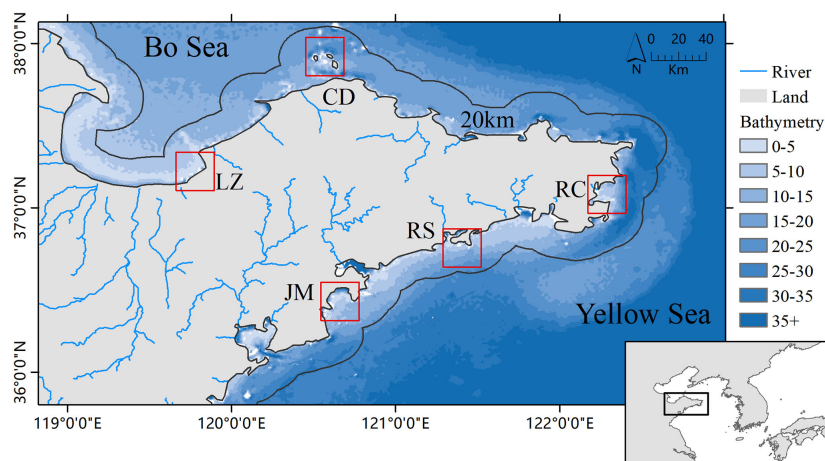 38°0'0"N
37°0'0"N
36°0'0"N
119°0'0"E
120°0'0"E
121°0'0"E
122°0'0"E
Bo Sea
CD
20km
LZ
RC
RS
JM
Yellow Sea
N
0 20 40
Km
River
Land
Bathymetry
0-5
5-10
10-15
15-20
20-25
25-30
30-35
35+